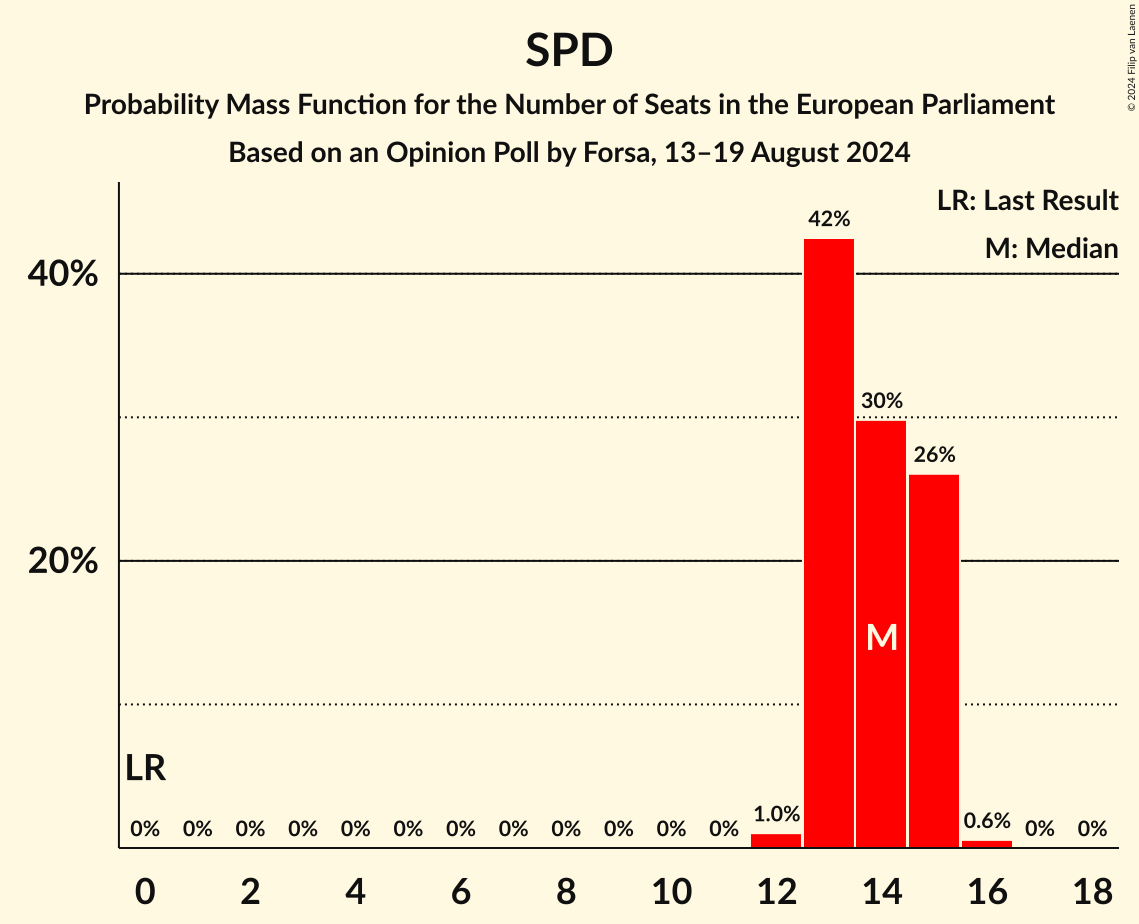 SPD
Probability Mass Function for the Number of Seats in the European Parliament
Based on an Opinion Poll by Forsa, 13–19 August 2024
© 2024 Filip van Laenen
LR: Last Result
M: Median
42%
40%
30%
26%
20%
M
LR
0% 0% 0% 0% 0% 0% 0% 0% 0% 0% 0% 0% 1.0% 0.6% 0% 0%
0 2 4 6 8 10 12 14 16 18